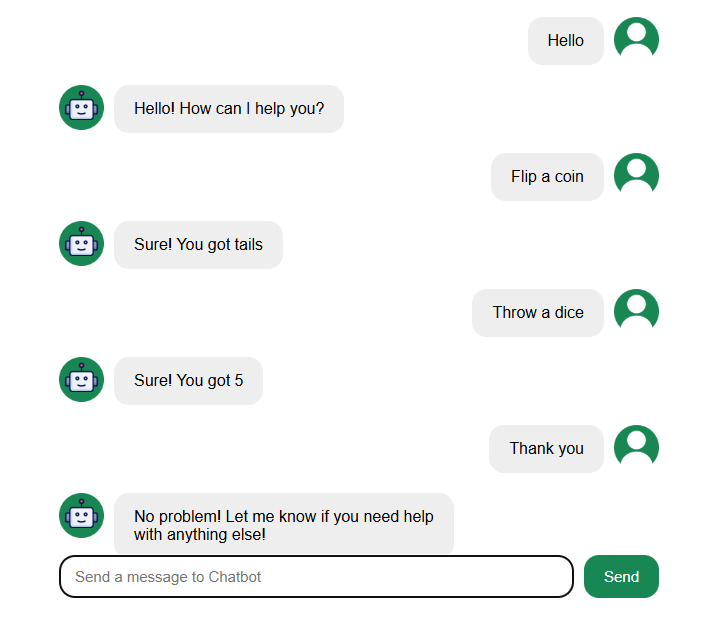 Hello
Hello! How can I help you?
Flip a coin
Sure! You got tails
Throw a dice
Sure! You got 5
Thank you
No problem! Let me know if you need help
with anything else!
Send a message to Chatbot
Send